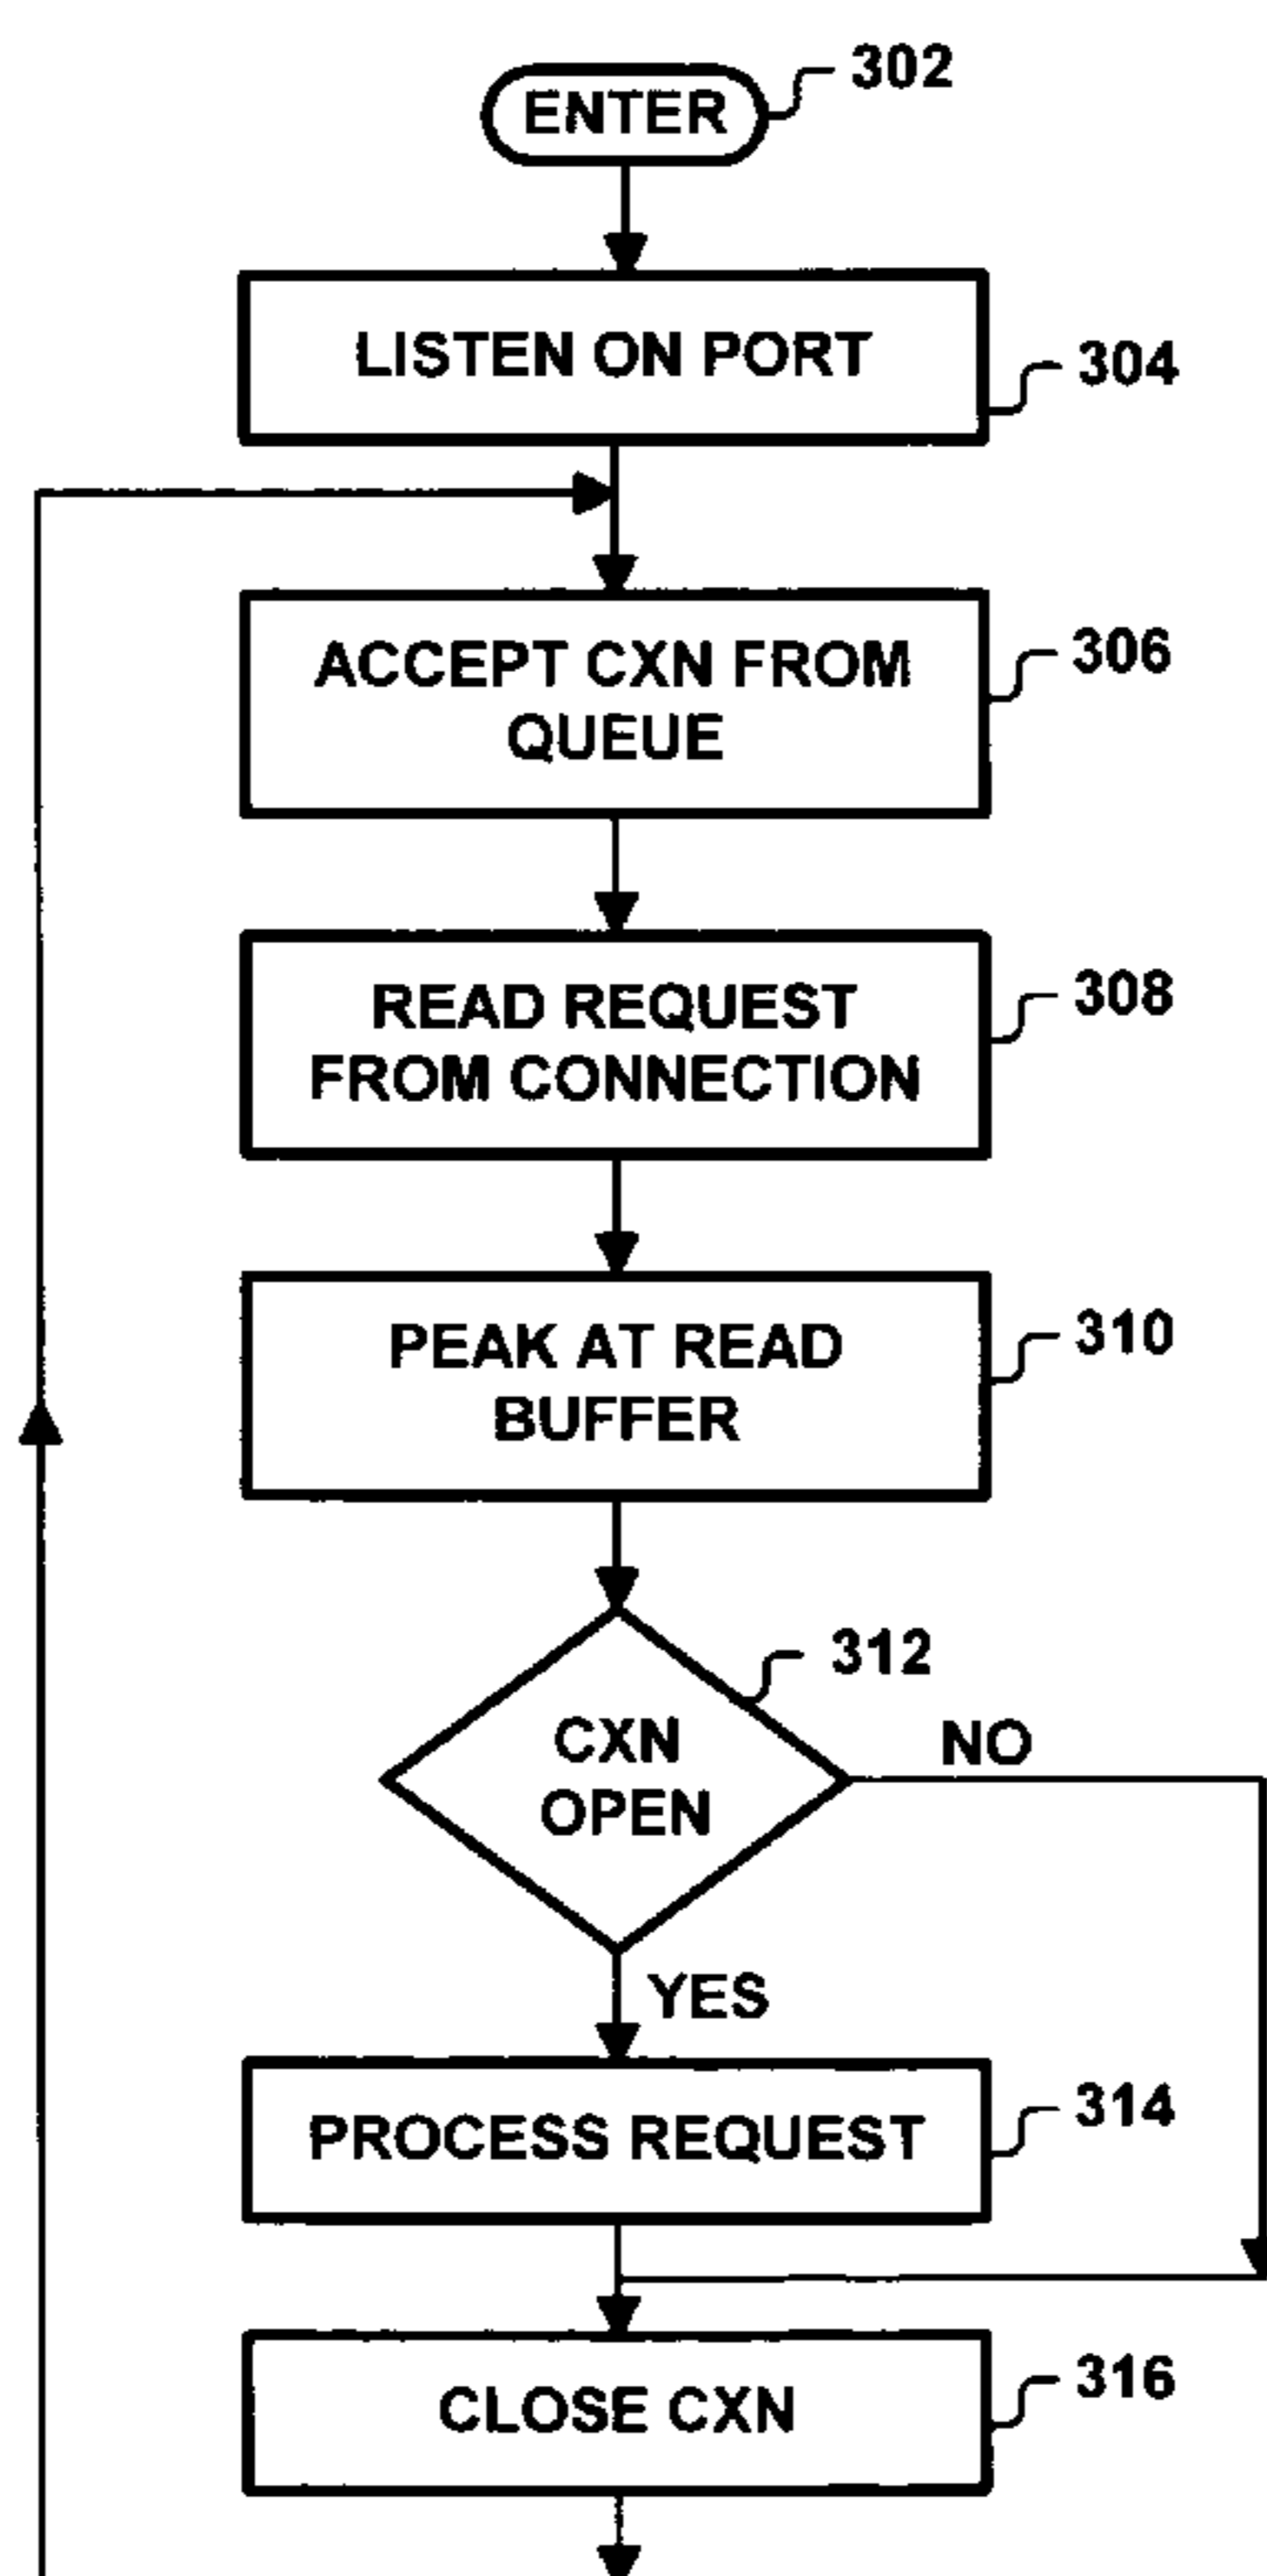 302
ENTER
LISTEN ON PORT
304
ACCEPT CXN FROM
QUEUE
306
READ REQUEST
FROM CONNECTION
308
PEAK AT READ
BUFFER
310
312
CXN
OPEN
NO
YES
PROCESS REQUEST
314
CLOSE CXN
316